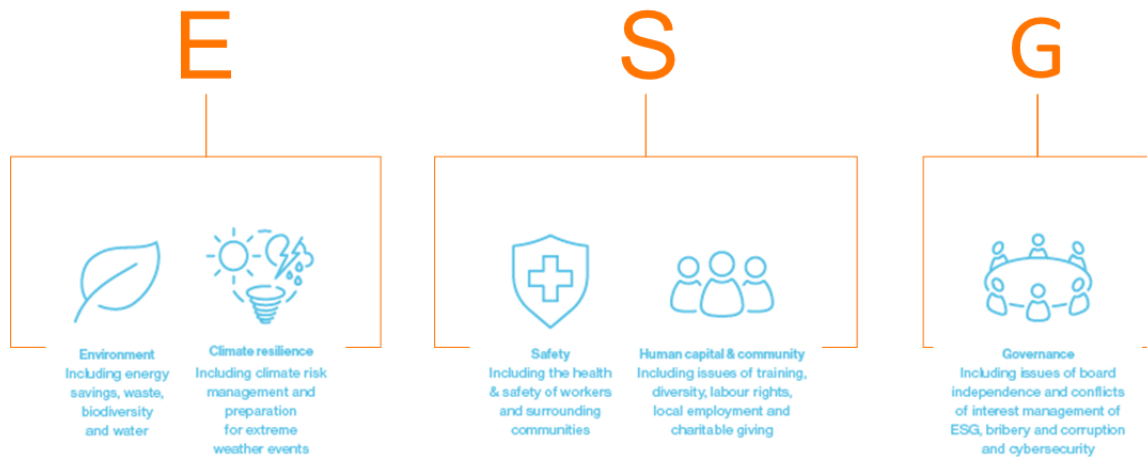 E
S
G
Environment
Including energy
savings, waste,
biodiversity
and water
Climate resilience
Including climate risk
management and
preparation
for extreme
weather events
Safety
Including the health
& safety of workers
and surrounding
communities
Human capital & community
Including issues of training,
diversity, labour rights,
local employment and
charitable giving
Governance
Including issues of board
independence and conflicts
of interest management of
ESG, bribery and corruption
and cybersecurity